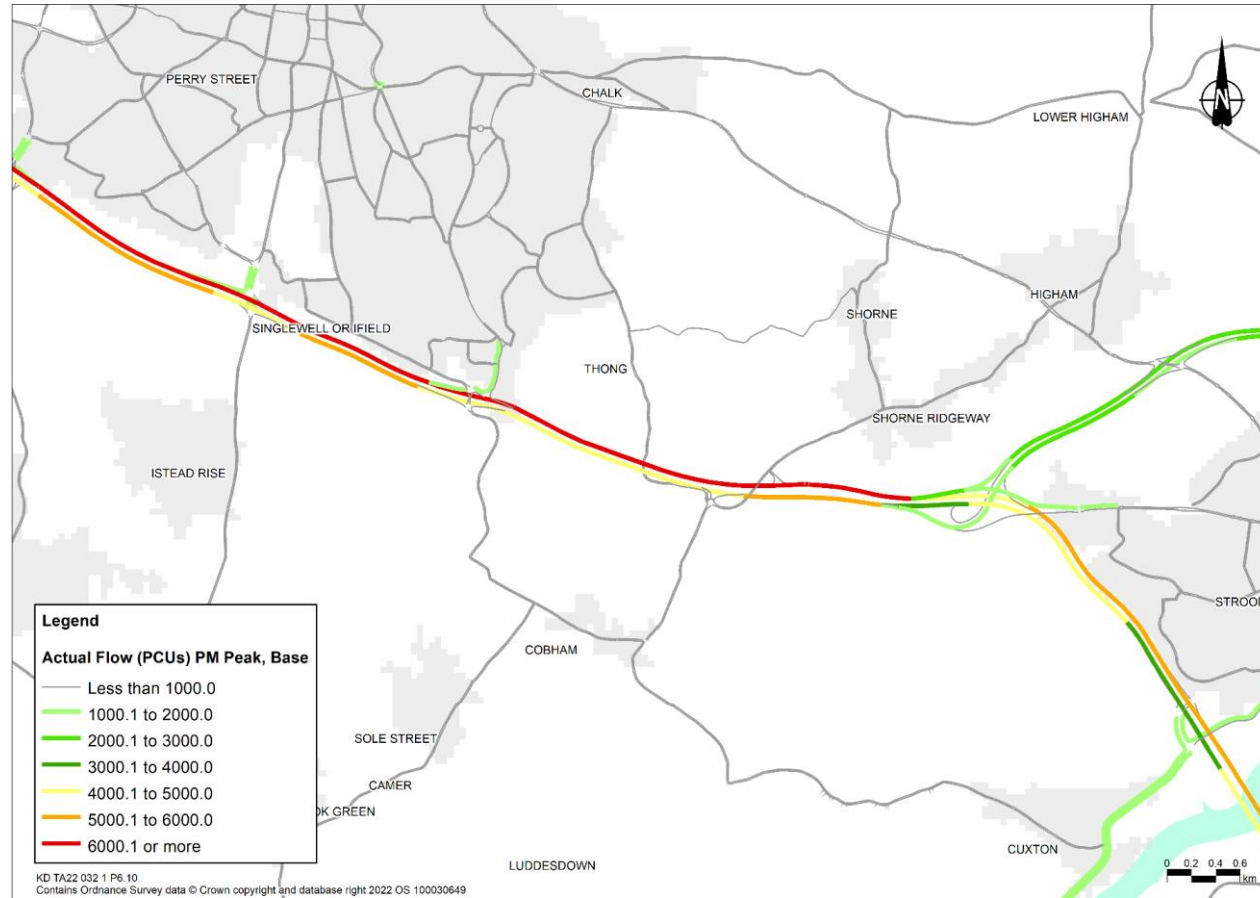 PERRY STREET
CHALK
LOWER HIGHAM
N
HIGHAM
SHORNE
SINGLEWELL OR IFIELD
THONG
SHORNE RIDGEWAY
ISTEAD RISE
STROOD
COBHAM
SOLE STREET
CAMER
OK GREEN
LUDDESDOWN
CUXTON
Legend
Actual Flow (PCUs) PM Peak, Base
Less than 1000.0
1000.1 to 2000.0
2000.1 to 3000.0
3000.1 to 4000.0
4000.1 to 5000.0
5000.1 to 6000.0
6000.1 or more
0 0.2 0.4 0.6
km
KD TA22 032 1 P6.10
Contains Ordnance Survey data © Crown copyright and database right 2022 OS 100030649